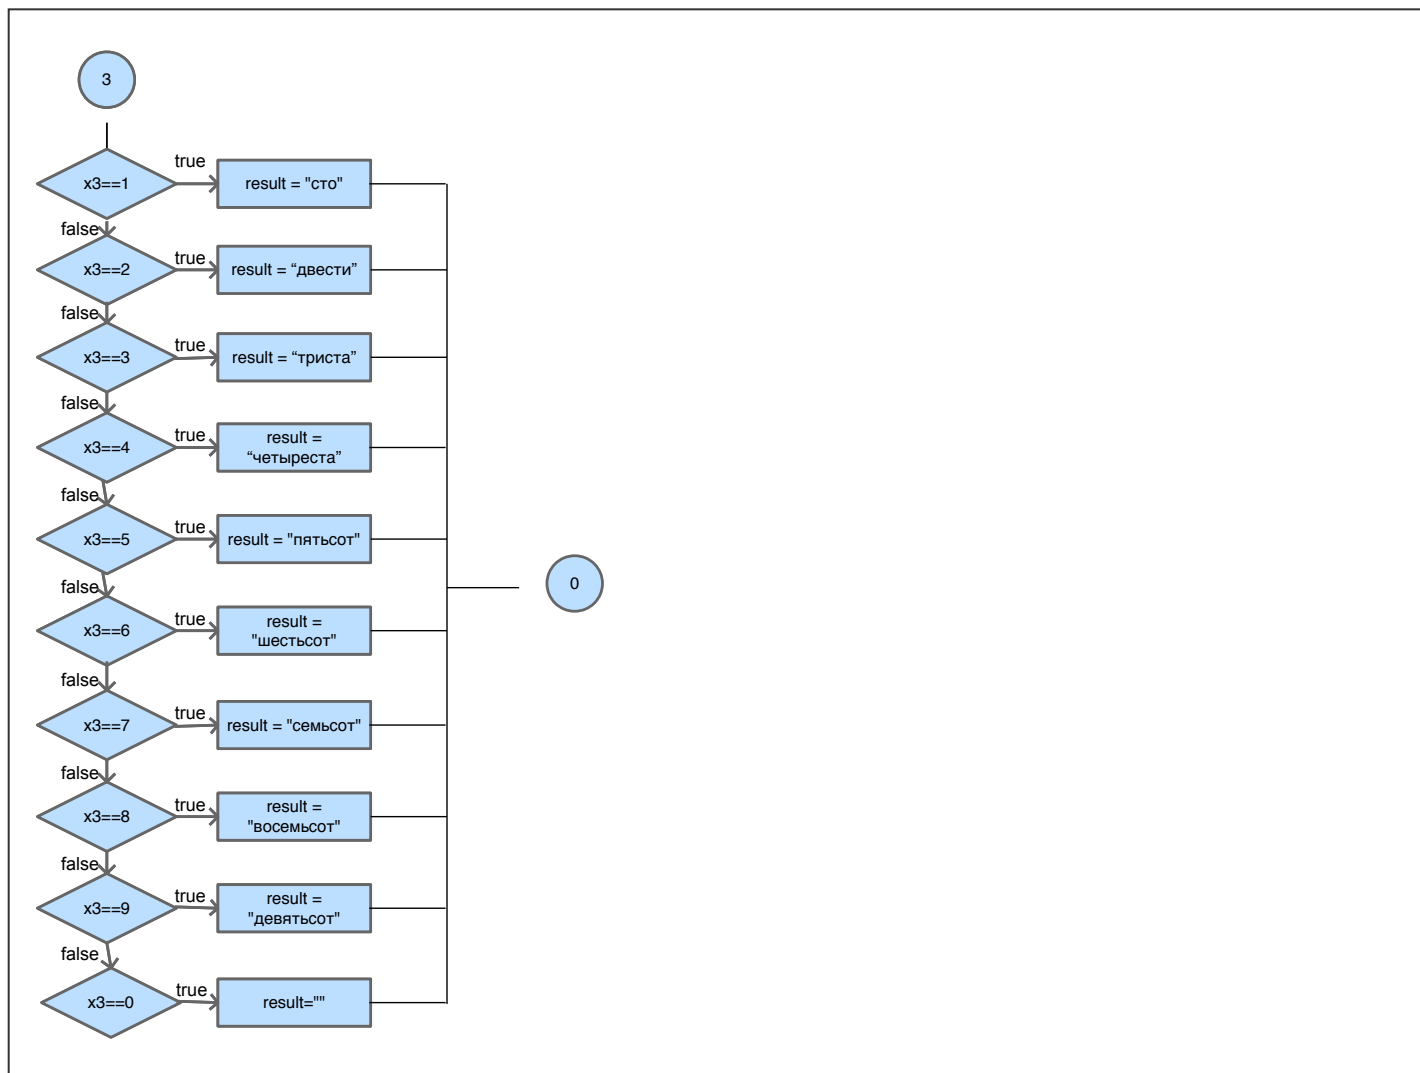 3
true
x3==1
result = "сто"
false
true
x3==2
result = “двести”
false
true
x3==3
result = “триста”
false
true
x3==4
result =
“четыреста”
false
true
x3==5
result = "пятьсот"
0
false
true
x3==6
result =
"шестьсот"
false
true
x3==7
result = "семьсот"
false
true
x3==8
result =
"восемьсот"
false
true
x3==9
result =
"девятьсот"
false
true
x3==0
result=""